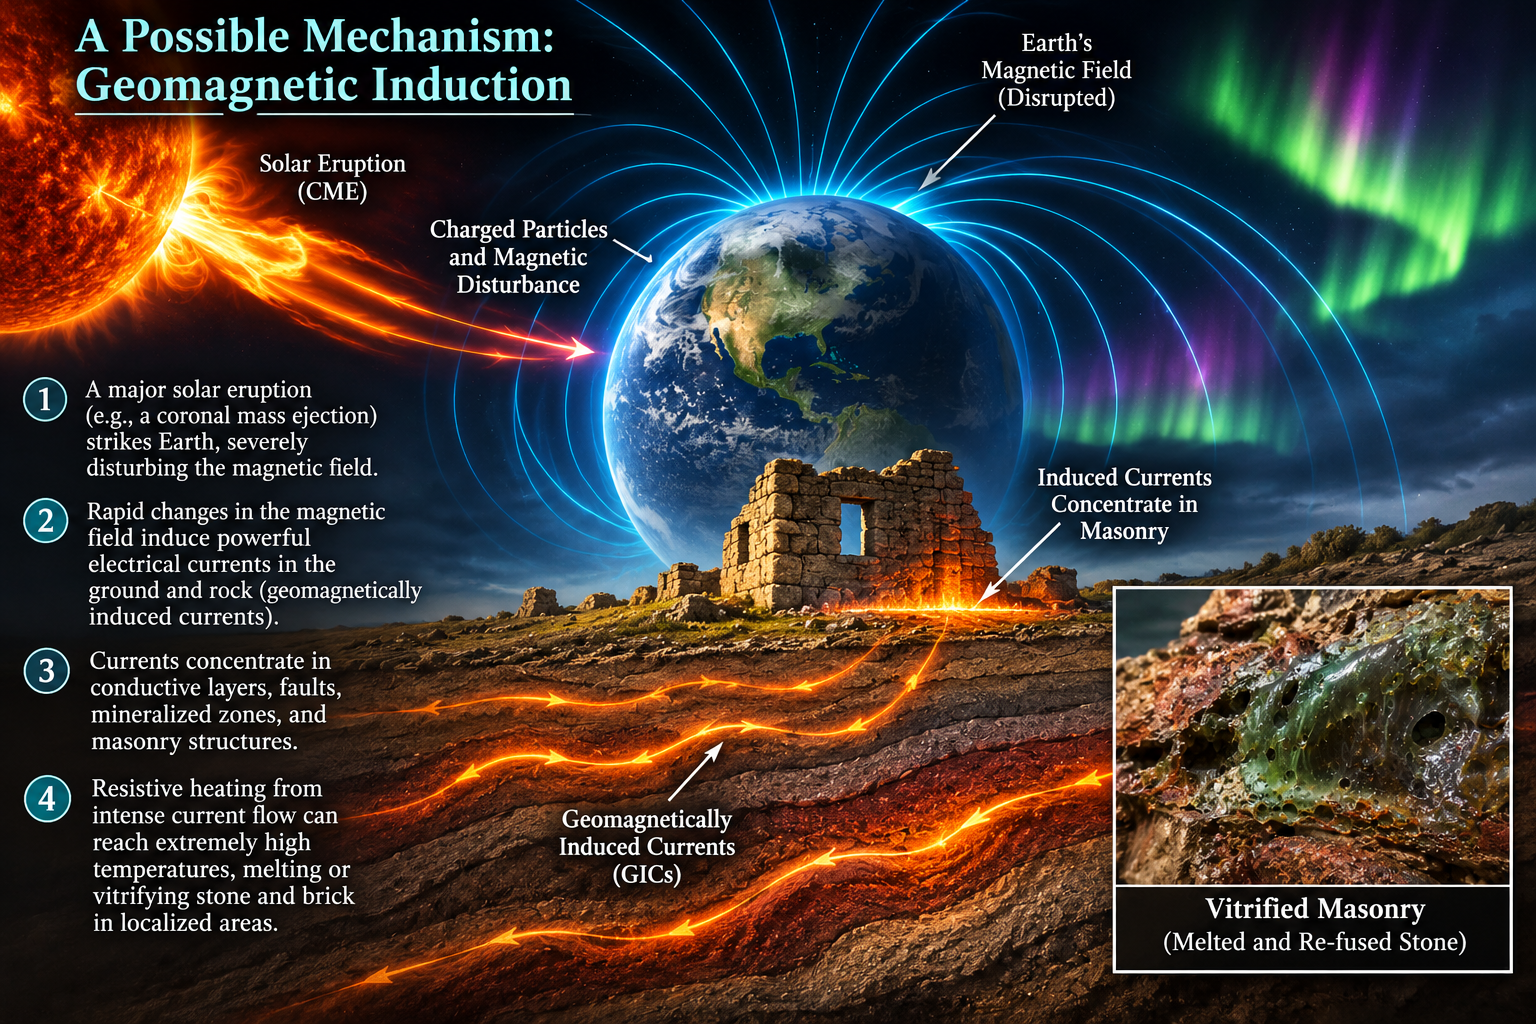 A Possible Mechanism:
Geomagnetic Induction
Solar Eruption
(CME)
Earth's
Magnetic Field
(Disrupted)
Charged Particles
and Magnetic
Disturbance
1
A major solar eruption
(e.g., a coronal mass ejection)
strikes Earth, severely
disturbing the magnetic field.
2
Rapid changes in the magnetic
field induce powerful
electrical currents in the
ground and rock (geomagnetically
induced currents).
3
Currents concentrate in
conductive layers, faults,
mineralized zones, and
masonry structures.
4
Resistive heating from
intense current flow can
reach extremely high
temperatures, melting or
vitrifying stone and brick
in localized areas.
Induced Currents
Concentrate in
Masonry
Geomagnetically
Induced Currents
(GICs)
Vitrified Masonry
(Melted and Re-fused Stone)